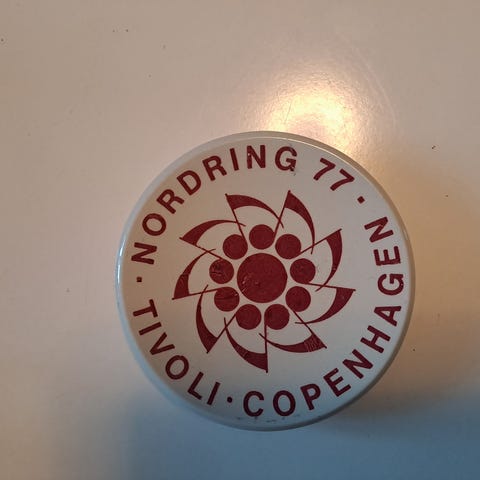 · NORDRING 77 ·
TIVOLI · COPENHAGEN